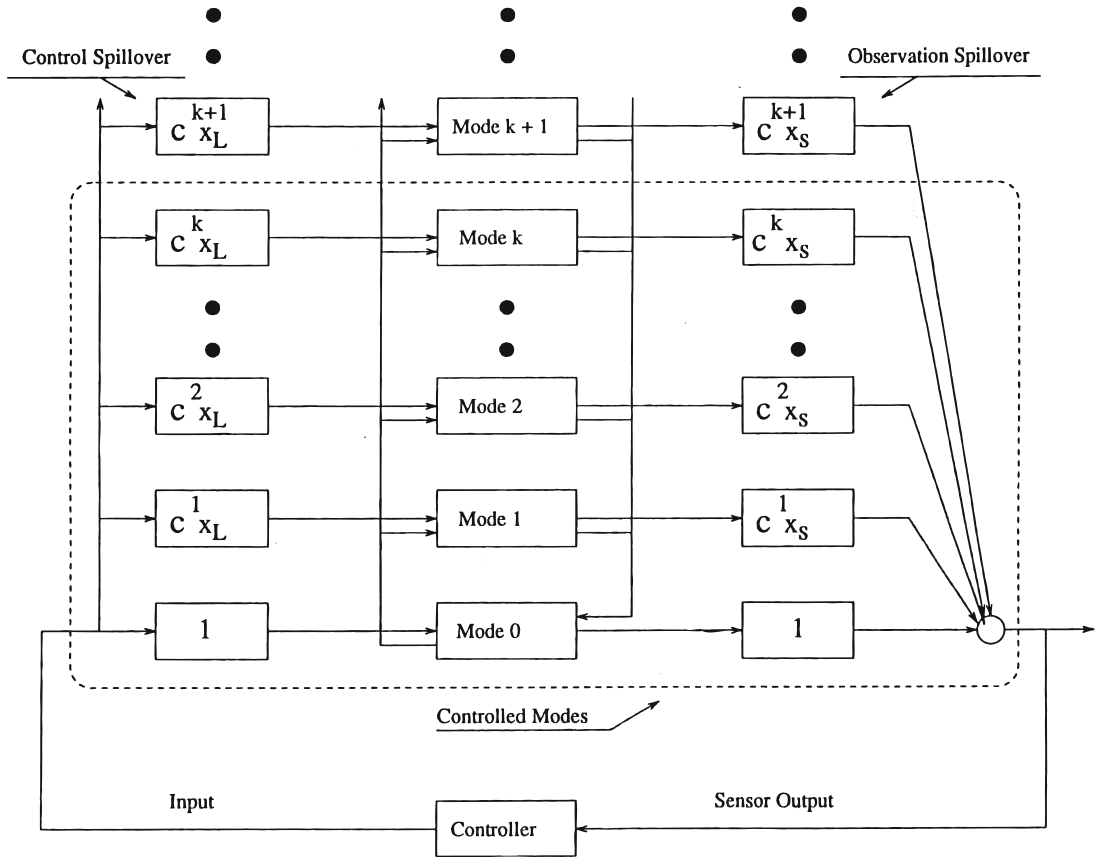 Control Spillover
Observation Spillover
c^{k+1} x_L
Mode k + 1
c^{k+1} x_s
c^k x_L
Mode k
c^k x_s
c^2 x_L
Mode 2
c^2 x_s
c^1 x_L
Mode 1
c^1 x_s
1
Mode 0
1
Controlled Modes
Input
Sensor Output
Controller